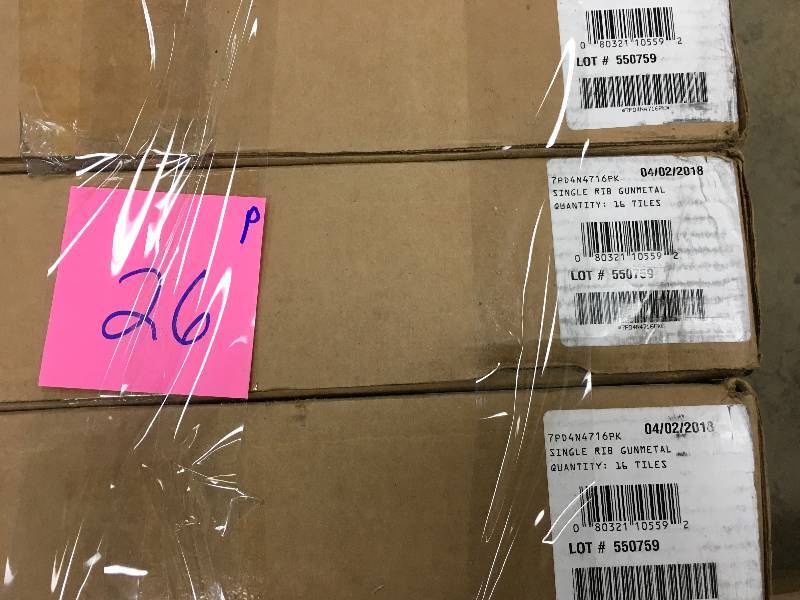 0 80321 10559 2
LOT # 550759
*7PD4N4716PK*
P
26
7PD4N4716PK 04/02/2018
SINGLE RIB GUNMETAL
QUANTITY: 16 TILES
0 80321 10559 2
LOT # 550759
*7PD4N4716PK*
7PD4N4716PK 04/02/2018
SINGLE RIB GUNMETAL
QUANTITY: 16 TILES
0 80321 10559 2
LOT # 550759